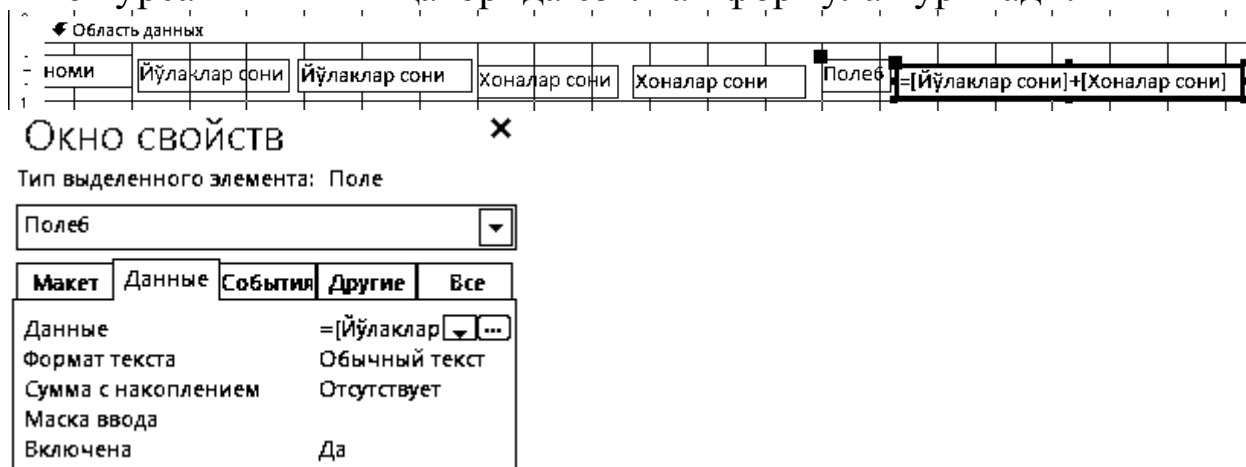 Область данных
номи Йўлаклар сони Йўлаклар сони Хоналар сони Хоналар сони Поле6 =[Йўлаклар сони]+[Хоналар сони]
1
Окно свойств
Тип выделенного элемента: Поле
Поле6
Макет Данные События Другие Все
Данные =[Йўлаклар
Формат текста Обычный текст
Сумма с накоплением Отсутствует
Маска ввода
Включена Да